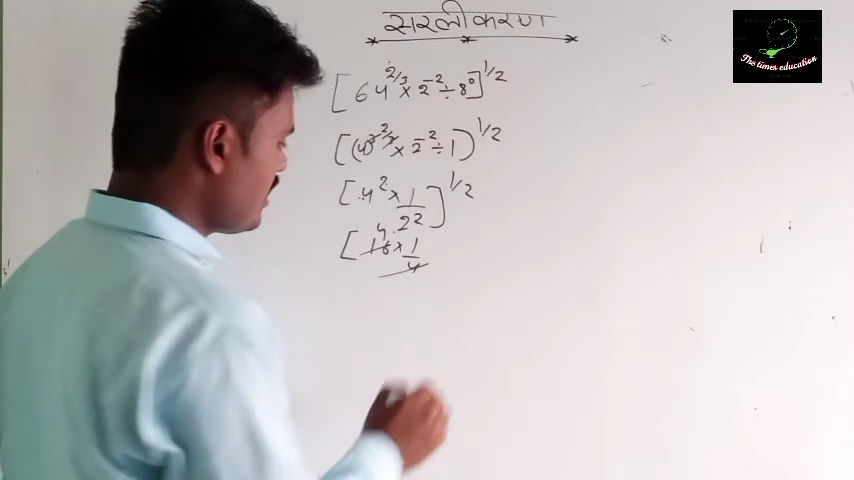 सरलीकरण
The times education
[64^2/3 × 2^-2 ÷ 8^0]^1/2
[(4)^3^2/3 × 2^-2 ÷ 1)^1/2
[4^2 × 1/2^2]^1/2
[16 4 × 1/4